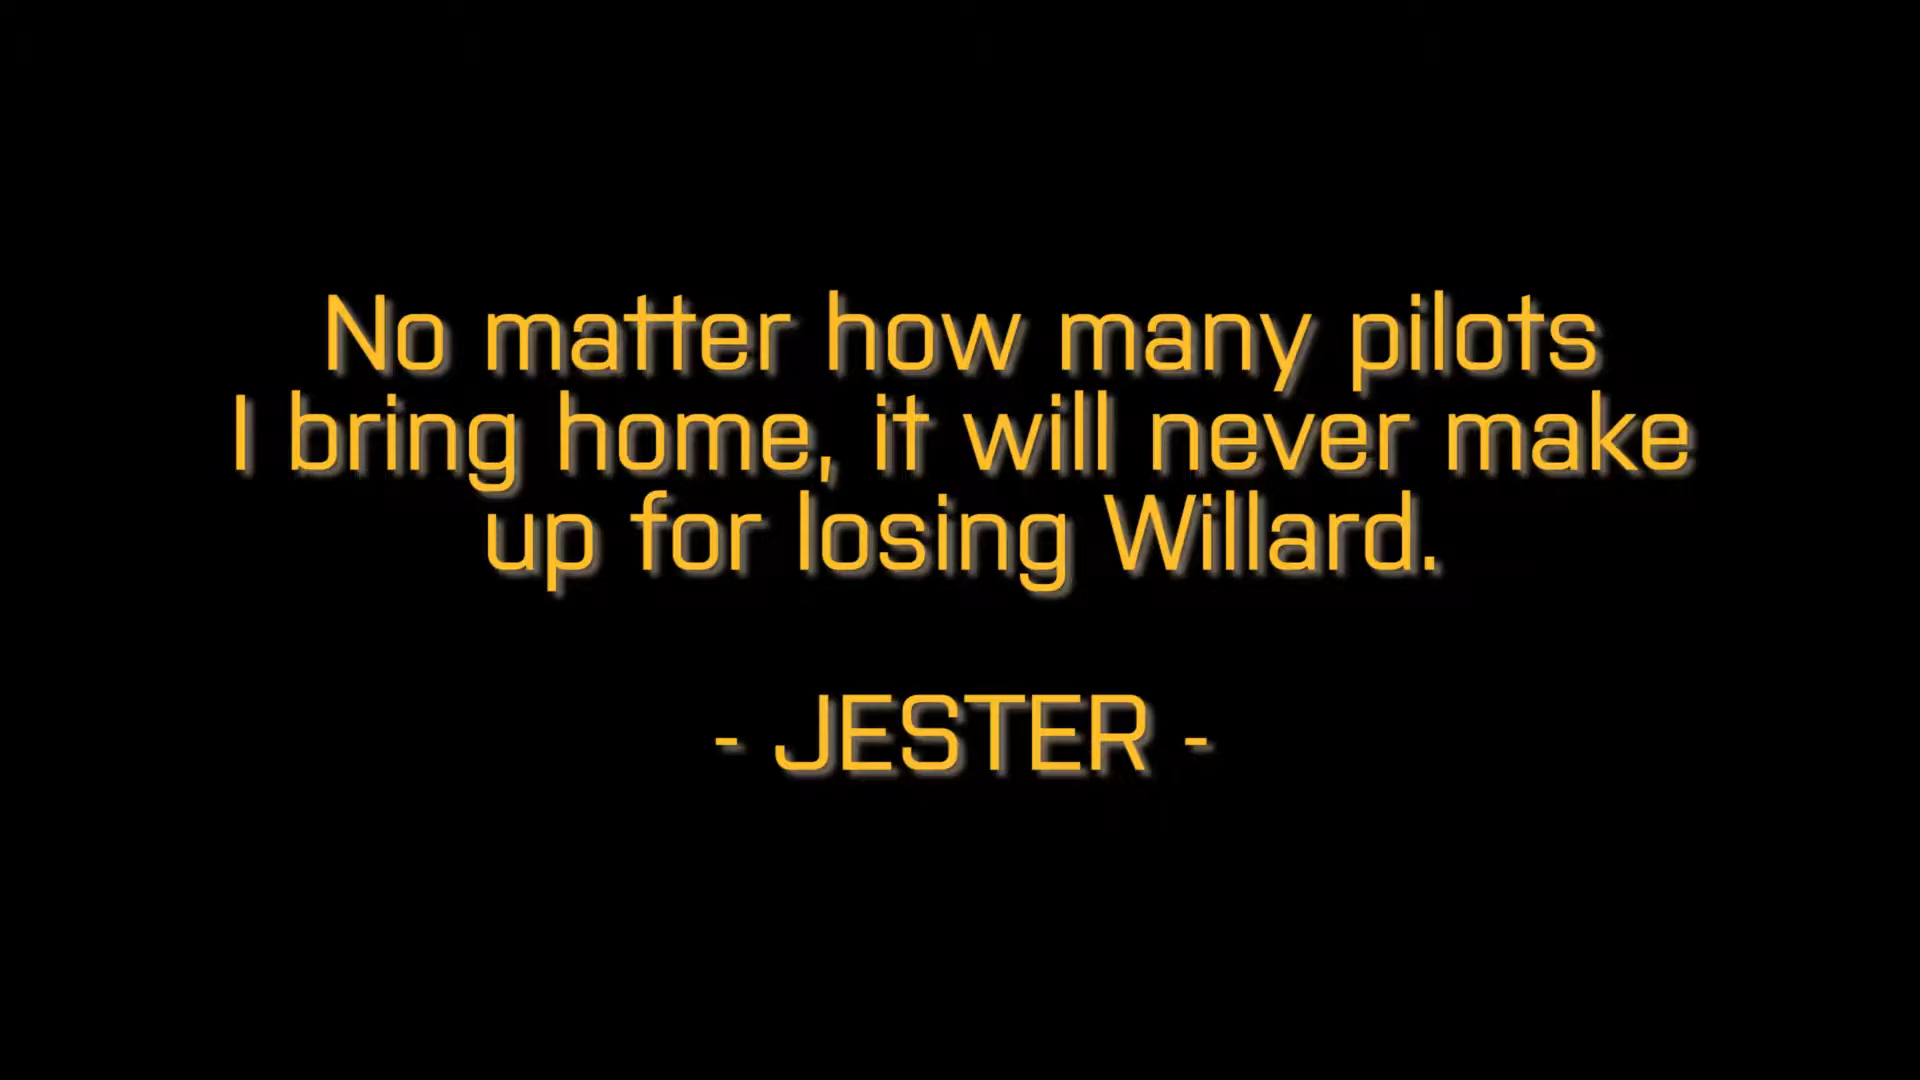 No matter how many pilots
I bring home, it will never make
up for losing Willard.
- JESTER -